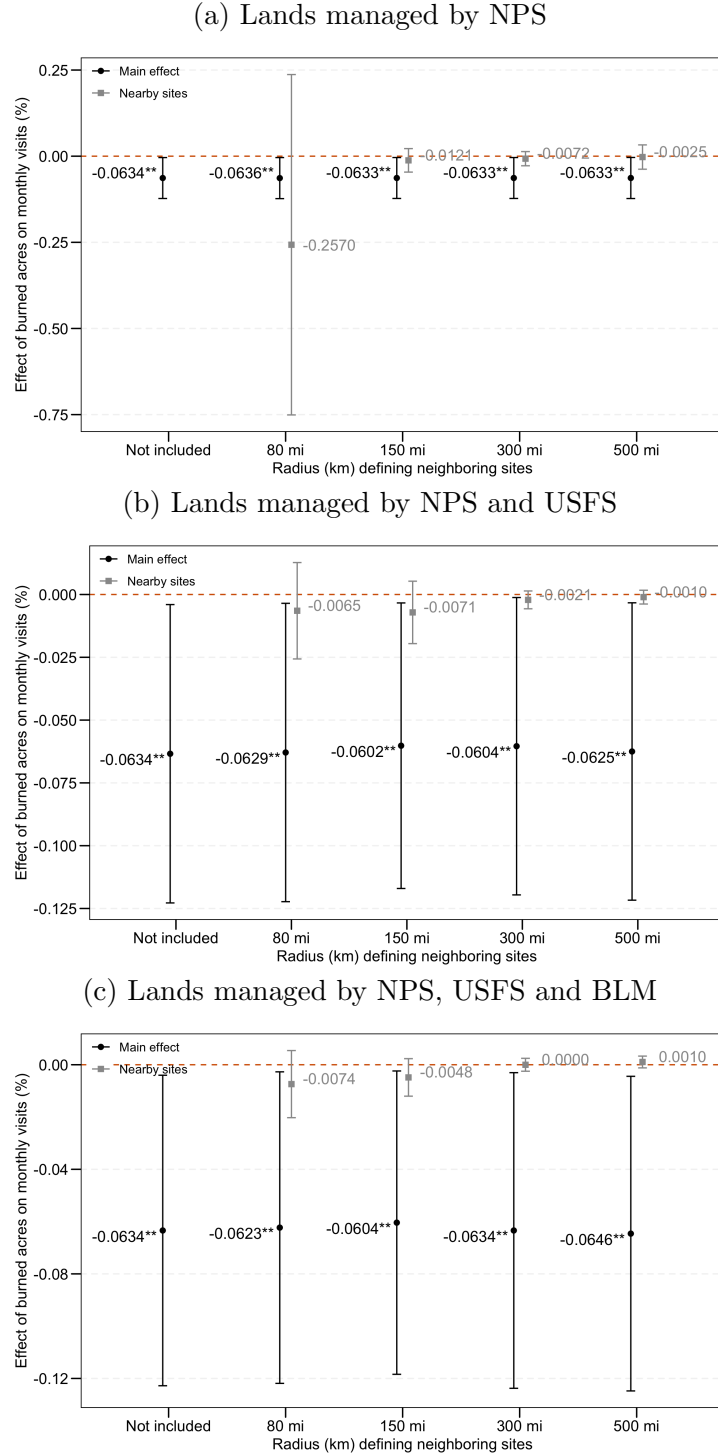 (a) Lands managed by NPS
Effect of burned acres on monthly visits (%)
0.25
0.00
-0.25
-0.50
-0.75
Main effect
Nearby sites
-0.0634**
-0.0636**
-0.2570
-0.0633**
-0.0121
-0.0633**
-0.0072
-0.0633**
-0.0025
Not included 80 mi 150 mi 300 mi 500 mi
Radius (km) defining neighboring sites
(b) Lands managed by NPS and USFS
Effect of burned acres on monthly visits (%)
0.000
-0.025
-0.050
-0.075
-0.100
-0.125
Main effect
Nearby sites
-0.0634**
-0.0629**
-0.0065
-0.0602**
-0.0071
-0.0604**
-0.0021
-0.0625**
-0.0010
Not included 80 mi 150 mi 300 mi 500 mi
Radius (km) defining neighboring sites
(c) Lands managed by NPS, USFS and BLM
Effect of burned acres on monthly visits (%)
0.00
-0.04
-0.08
-0.12
Main effect
Nearby sites
-0.0634**
-0.0623**
-0.0074
-0.0604**
-0.0048
-0.0634**
0.0000
-0.0646**
0.0010
Not included 80 mi 150 mi 300 mi 500 mi
Radius (km) defining neighboring sites